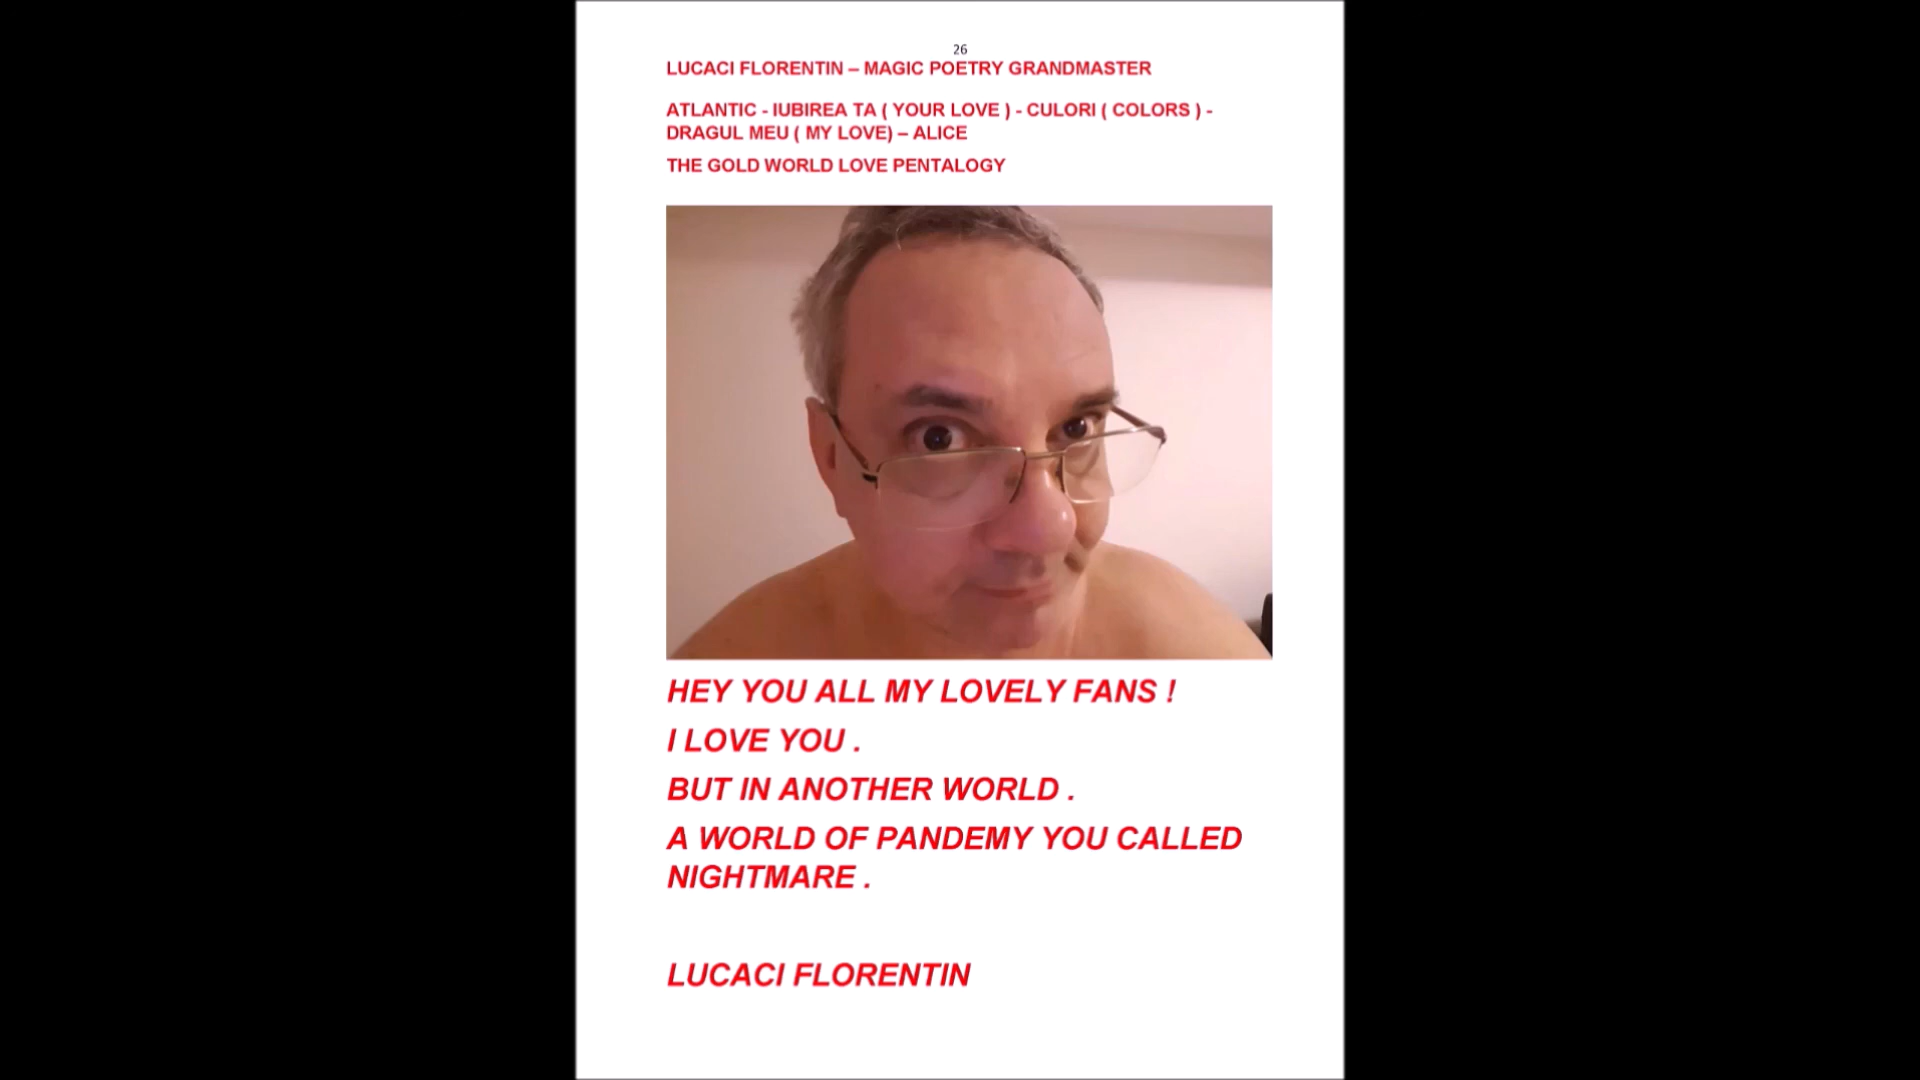 26
LUCACI FLORENTIN – MAGIC POETRY GRANDMASTER
ATLANTIC - IUBIREA TA ( YOUR LOVE ) - CULORI ( COLORS ) -
DRAGUL MEU ( MY LOVE) – ALICE
THE GOLD WORLD LOVE PENTALOGY
HEY YOU ALL MY LOVELY FANS !
I LOVE YOU .
BUT IN ANOTHER WORLD .
A WORLD OF PANDEMY YOU CALLED
NIGHTMARE .
LUCACI FLORENTIN